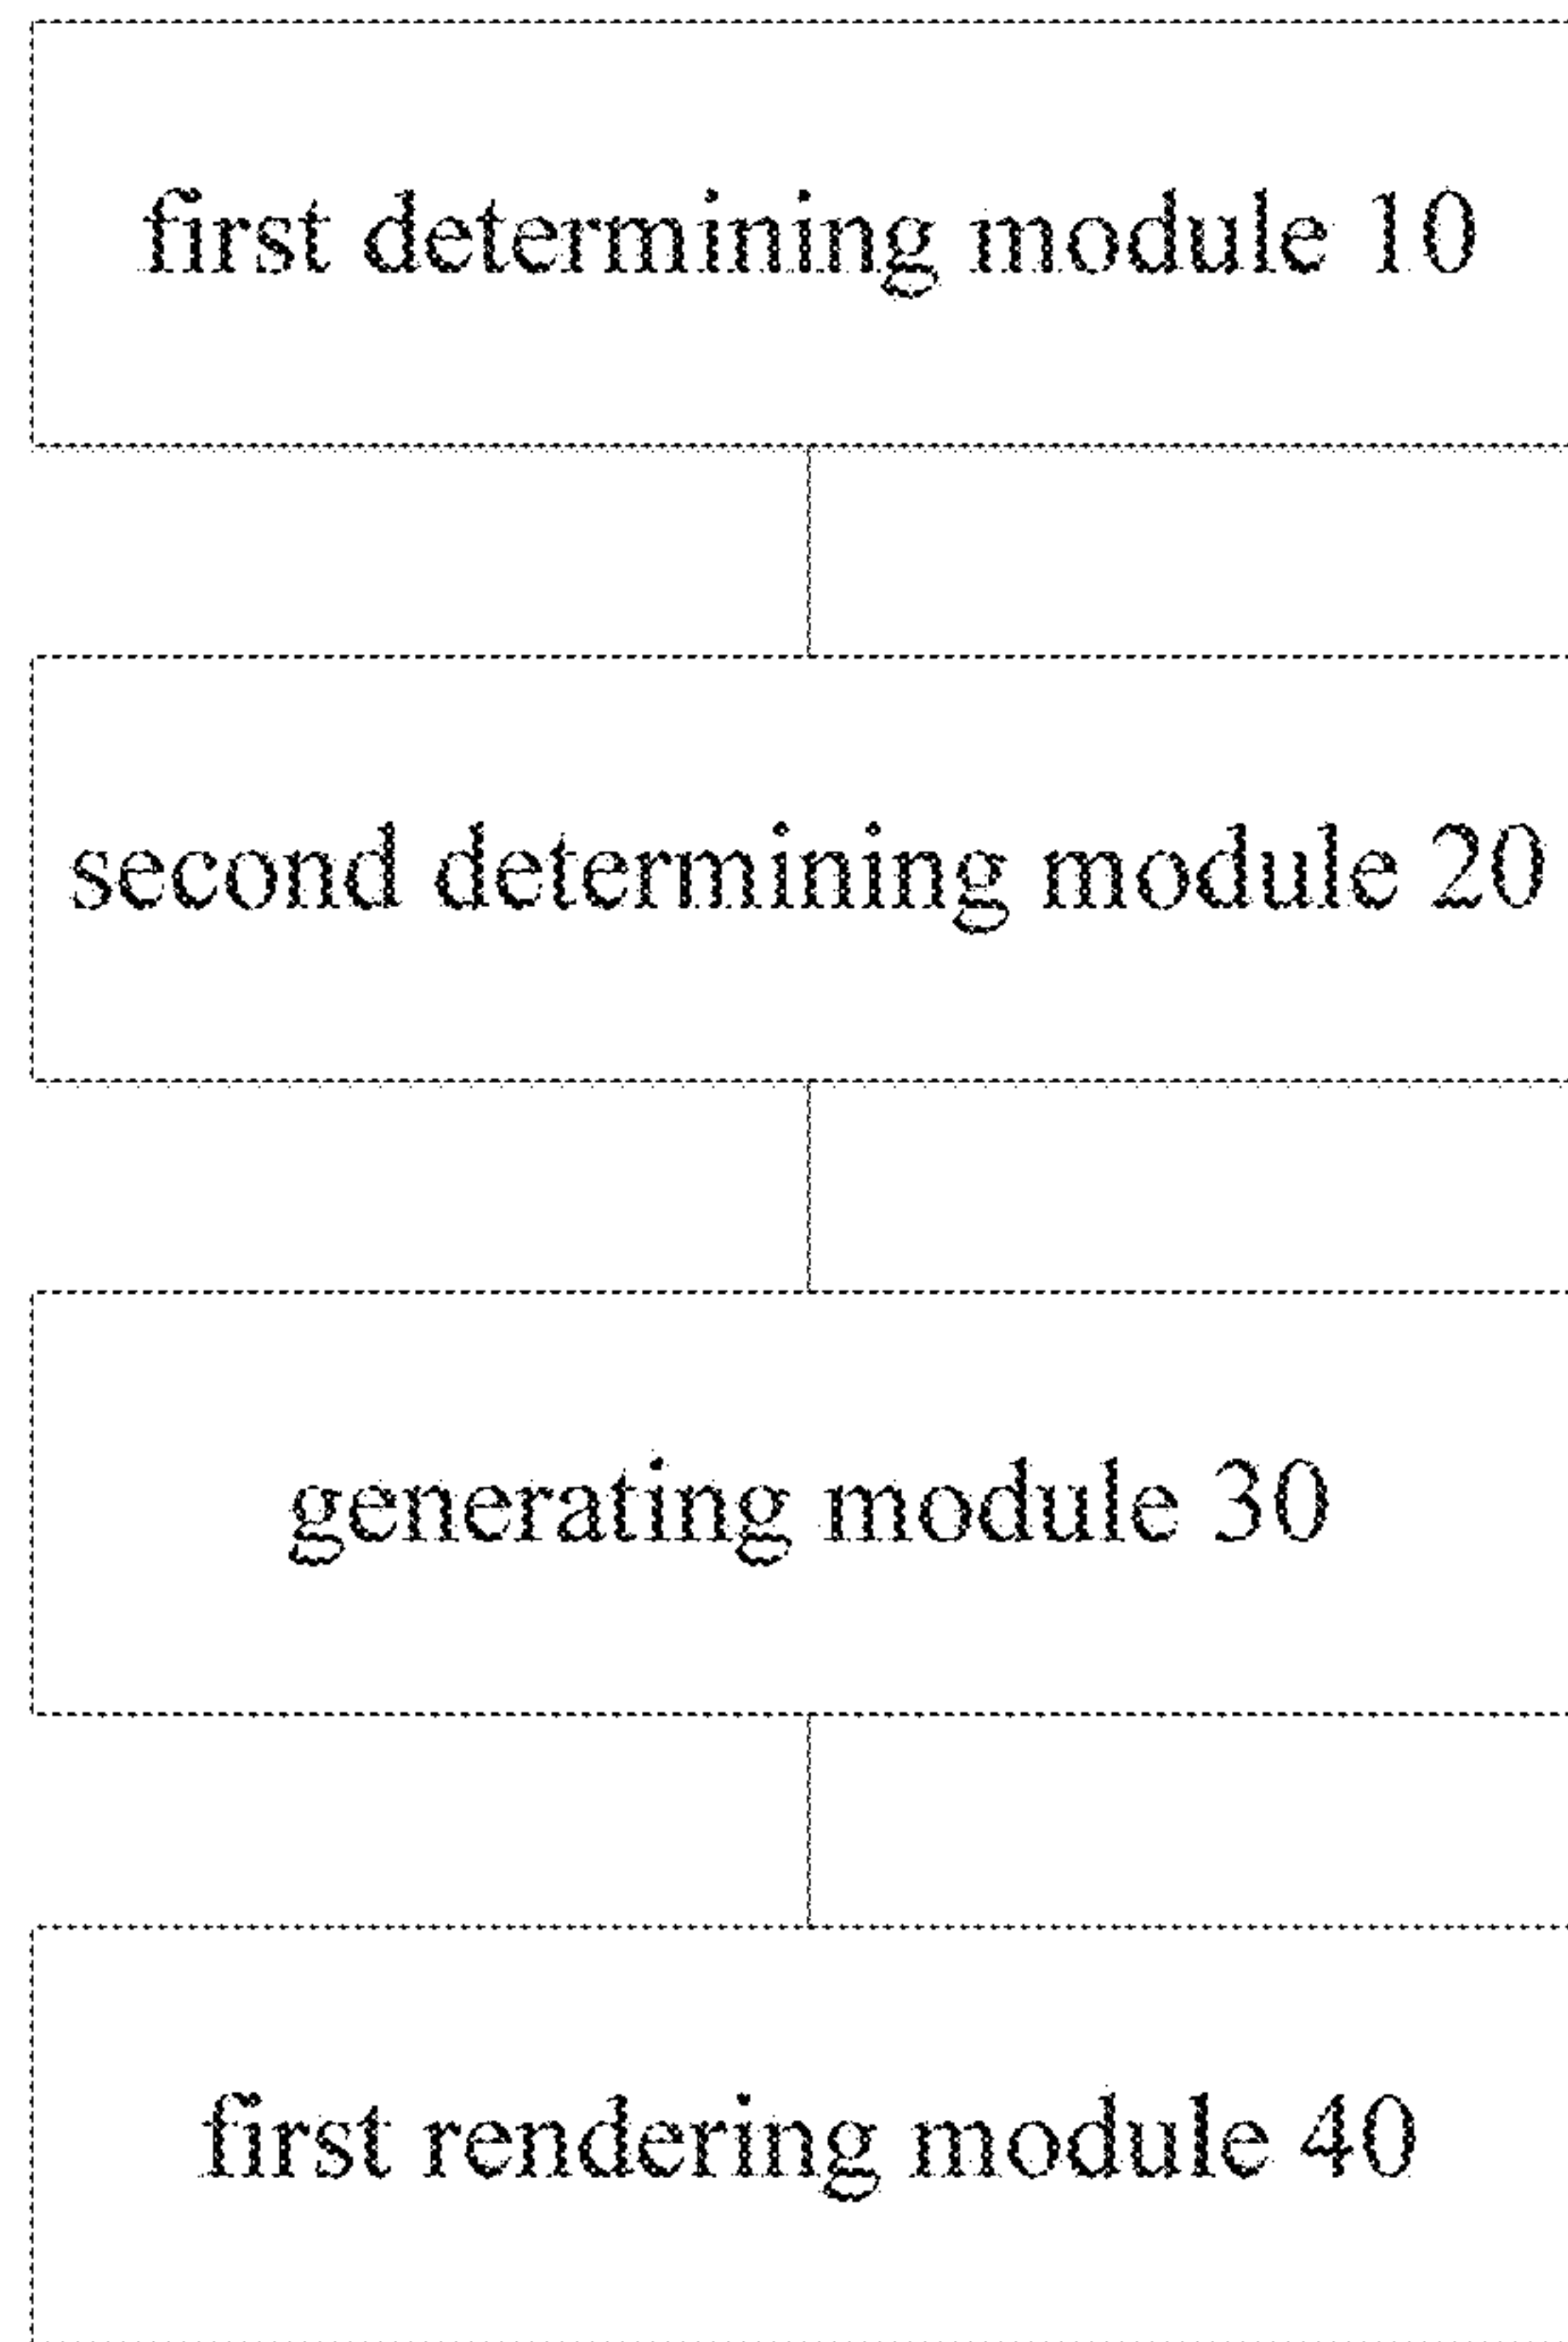 first determining module 10
second determining module 20
generating module 30
first rendering module 40